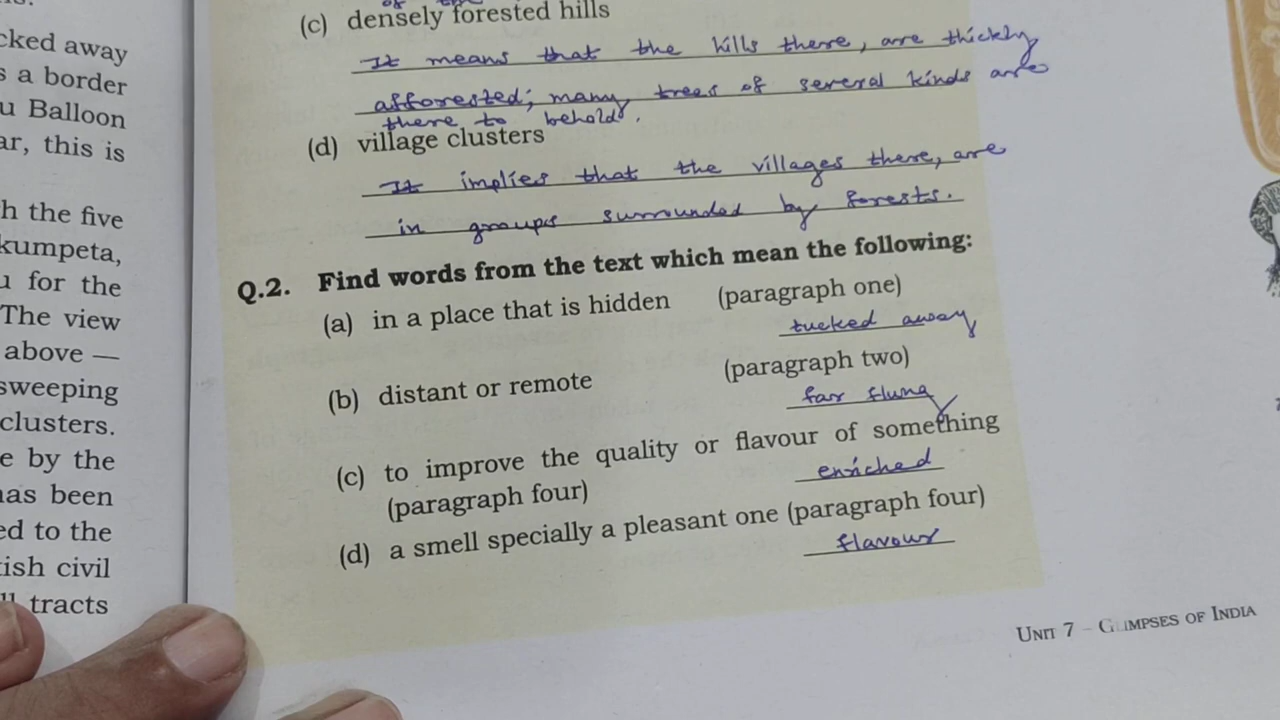 cked away
s a border
u Balloon
ar, this is
h the five
kumpeta,
u for the
The view
above —
sweeping
clusters.
e by the
has been
ed to the
tish civil
tracts
(c) densely forested hills
It means that the hills there, are thickly
afforested; many trees of several kinds are
there to behold.
(d) village clusters
It implies that the villages there, are
in groups surrounded by forests.
Q.2. Find words from the text which mean the following:
(a) in a place that is hidden (paragraph one)
tucked away
(b) distant or remote (paragraph two)
far flung
(c) to improve the quality or flavour of something
(paragraph four) enriched
(d) a smell specially a pleasant one (paragraph four)
flavour
UNIT 7 – GLIMPSES OF INDIA